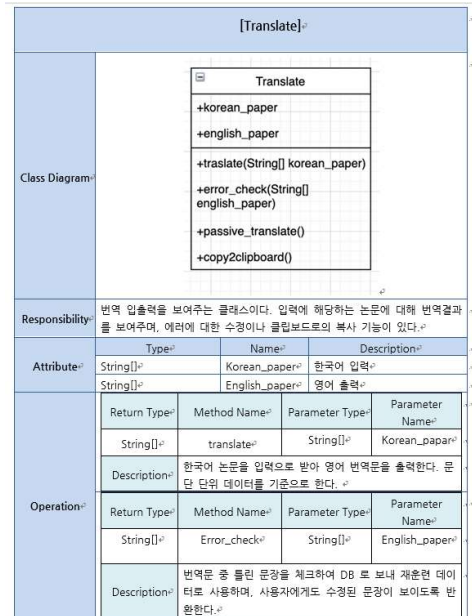 [Translate]
Class Diagram
Translate
+korean_paper
+english_paper
+traslate(String[] korean_paper)
+error_check(String[]
english_paper)
+passive_translate()
+copy2clipboard()
Responsibility
번역 입출력을 보여주는 클래스이다. 입력에 해당하는 논문에 대해 번역결과
를 보여주며, 에러에 대한 수정이나 클립보드로의 복사 기능이 있다.
Attribute
Type Name Description
String[] Korean_paper 한국어 입력
String[] English_paper 영어 출력
Operation
Return Type Method Name Parameter Type Parameter
Name
String[] translate String[] Korean_papar
Description
한국어 논문을 입력으로 받아 영어 번역문을 출력한다. 문
단 단위 데이터를 기준으로 한다.
Return Type Method Name Parameter Type Parameter
Name
String[] Error_check String[] English_paper
Description
번역문 중 틀린 문장을 체크하여 DB 로 보내 재훈련 데이
터로 사용하며, 사용자에게도 수정된 문장이 보이도록 반
환한다.